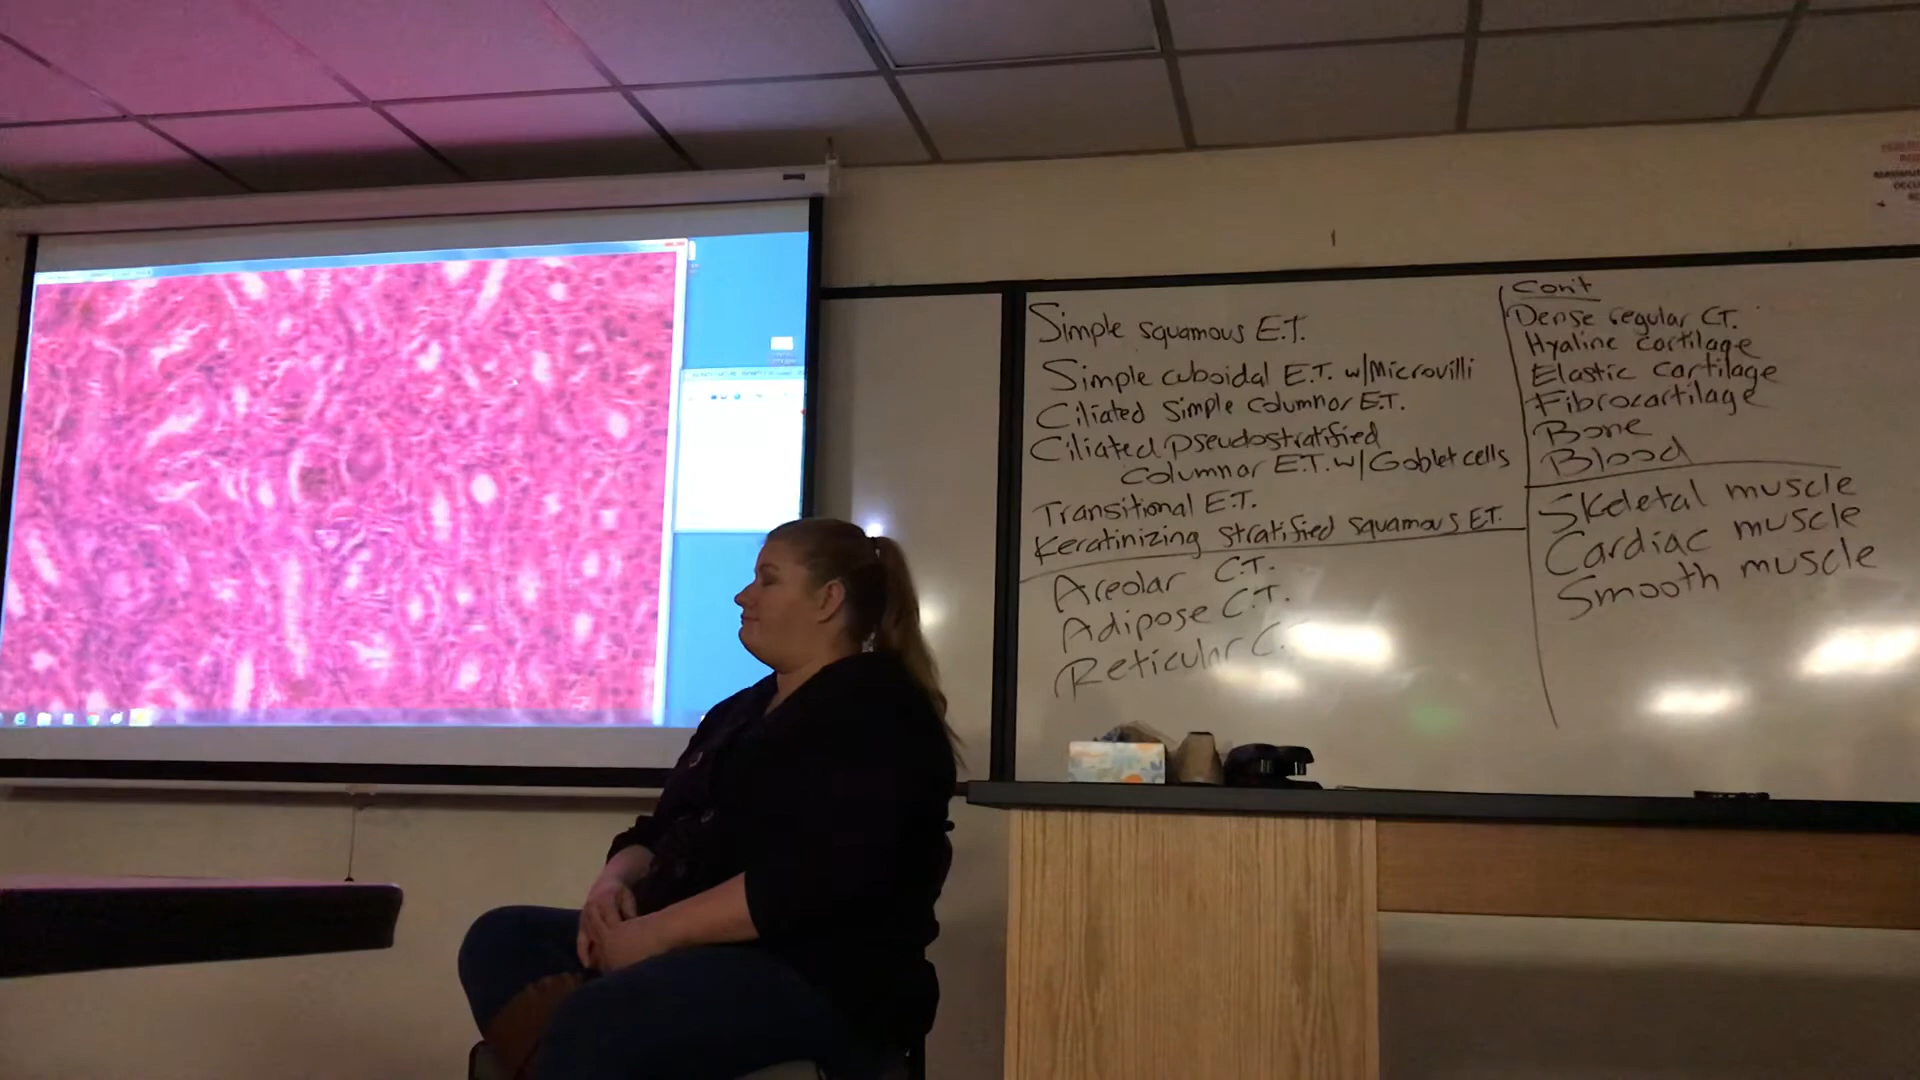 Simple squamous E.T.
Simple cuboidal E.T. w/Microvilli
Ciliated Simple columnar E.T.
Ciliated pseudostratified
columnar E.T. w/Goblet cells
Transitional E.T.
Keratinizing stratified squamous E.T.
Areolar C.T.
Adipose C.T.
Reticular C.
Con't
Dense regular C.T.
Hyaline cartilage
Elastic cartilage
Fibrocartilage
Bone
Blood
Skeletal muscle
Cardiac muscle
Smooth muscle